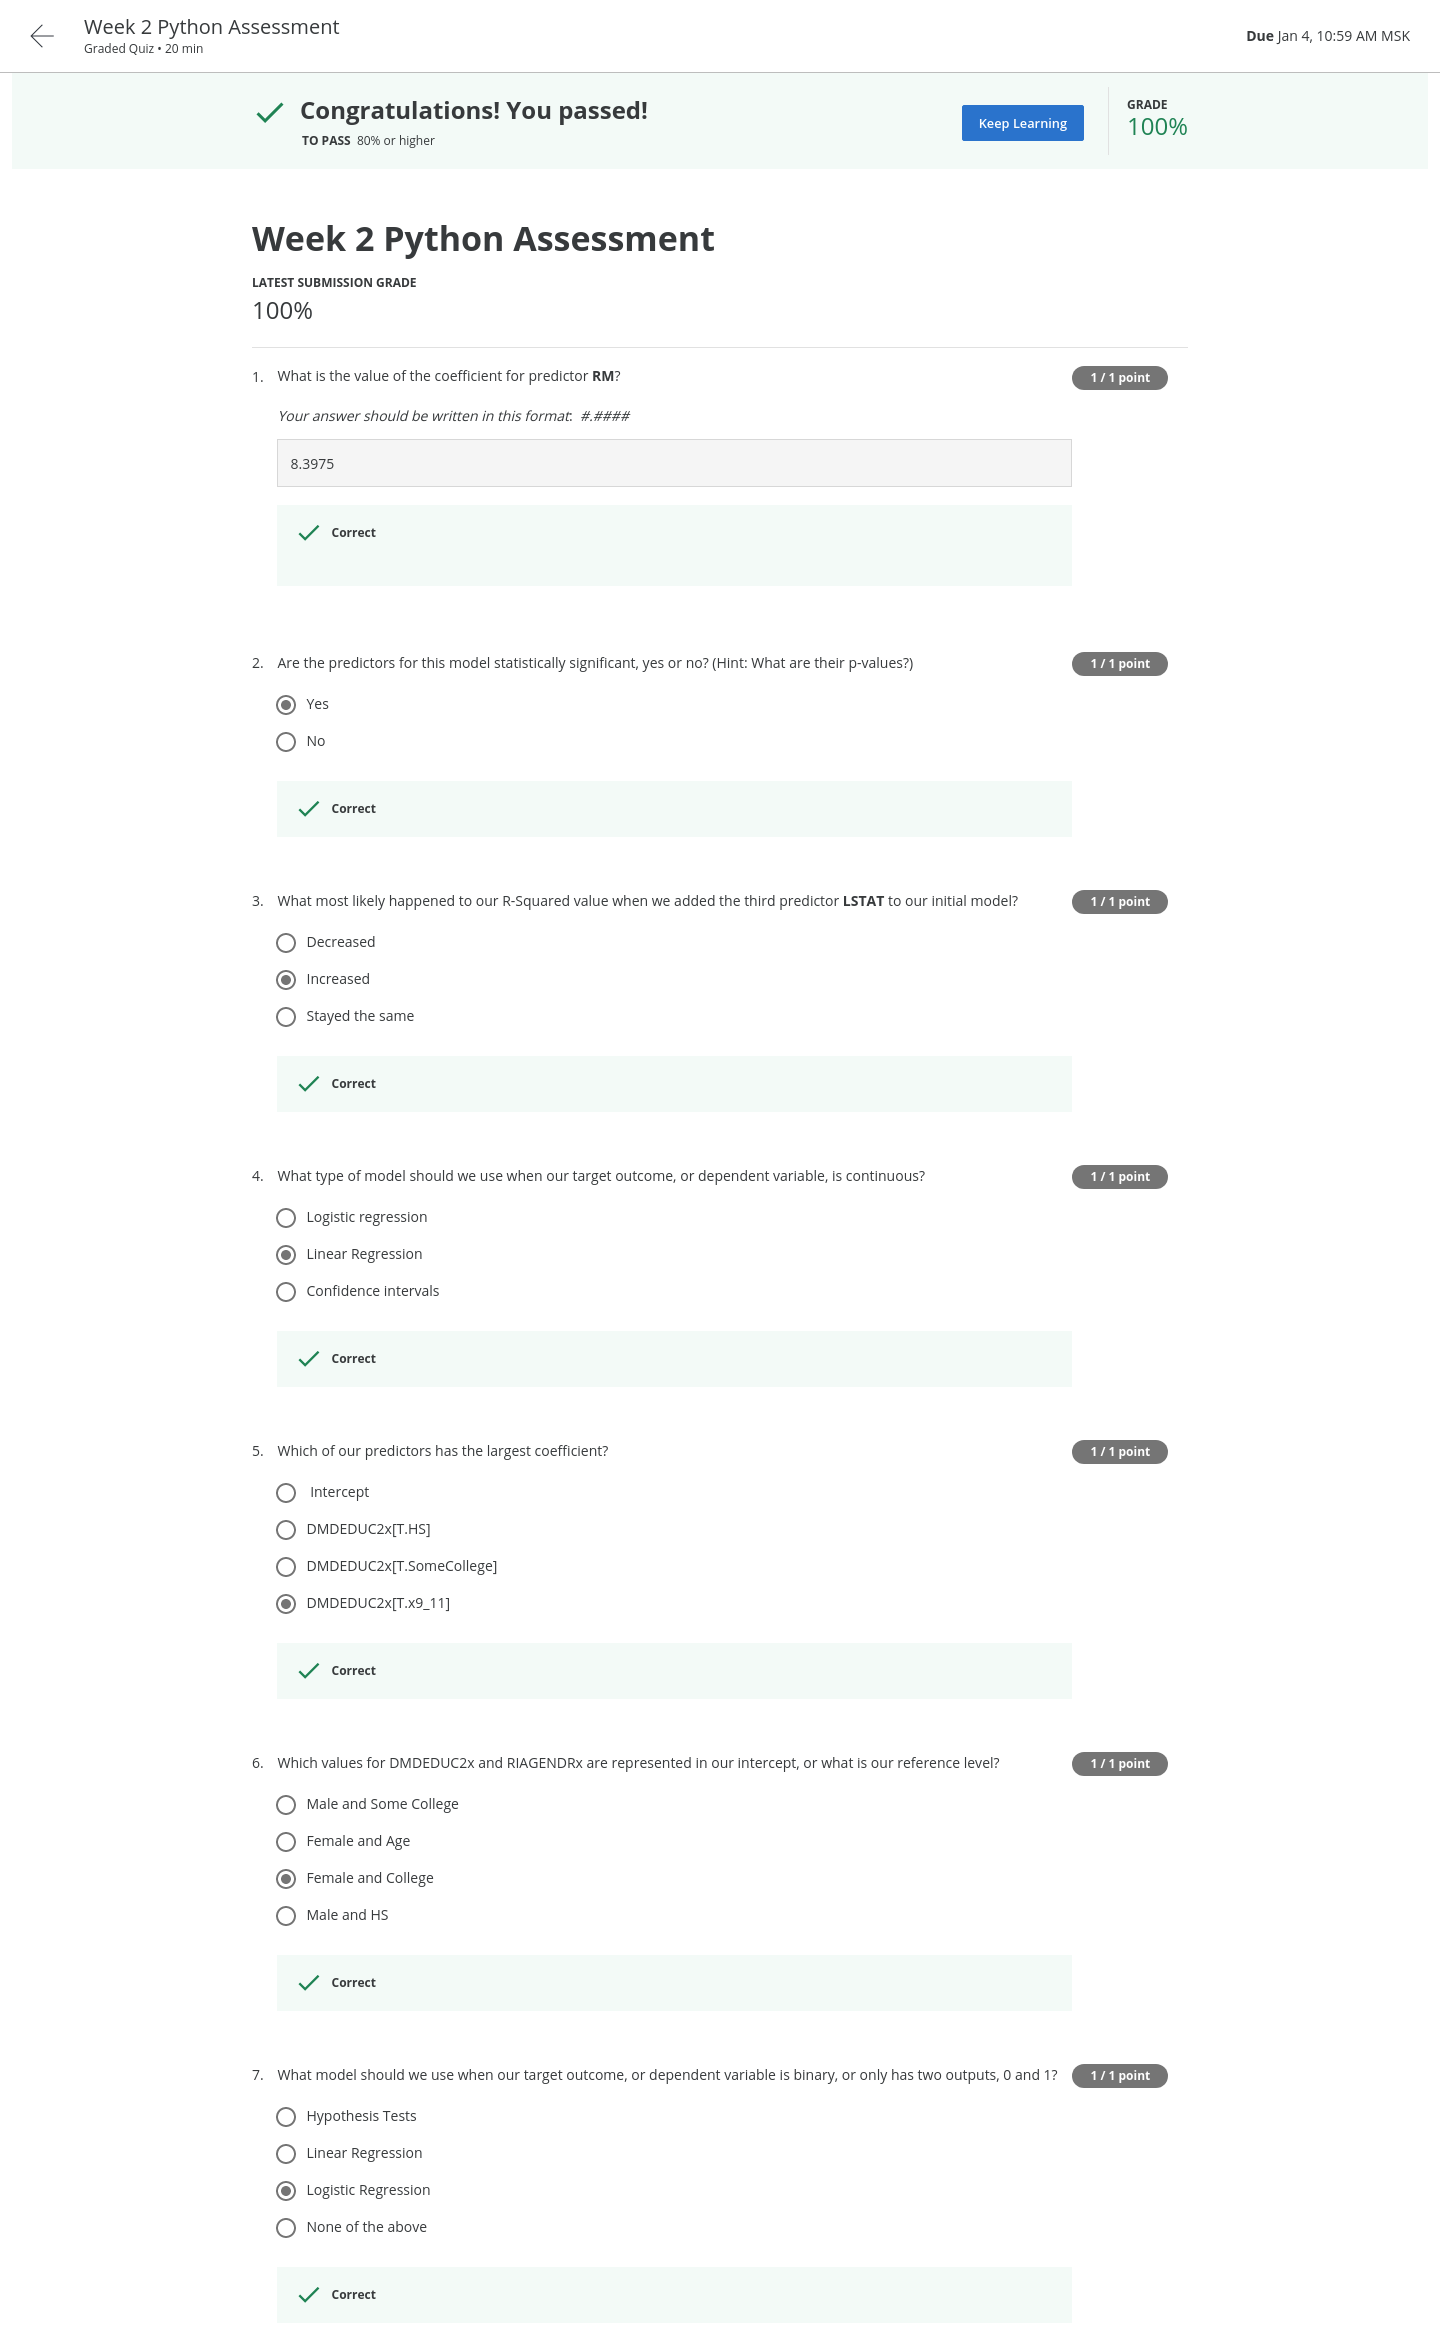 Week 2 Python Assessment
Graded Quiz • 20 min
Due Jan 4, 10:59 AM MSK
Congratulations! You passed!
TO PASS 80% or higher
Keep Learning
GRADE
100%
Week 2 Python Assessment
LATEST SUBMISSION GRADE
100%
1. What is the value of the coefficient for predictor RM?
1 / 1 point
Your answer should be written in this format: #.####
8.3975
Correct
2. Are the predictors for this model statistically significant, yes or no? (Hint: What are their p-values?)
1 / 1 point
Yes
No
Correct
3. What most likely happened to our R-Squared value when we added the third predictor LSTAT to our initial model?
1 / 1 point
Decreased
Increased
Stayed the same
Correct
4. What type of model should we use when our target outcome, or dependent variable, is continuous?
1 / 1 point
Logistic regression
Linear Regression
Confidence intervals
Correct
5. Which of our predictors has the largest coefficient?
1 / 1 point
Intercept
DMDEDUC2x[T.HS]
DMDEDUC2x[T.SomeCollege]
DMDEDUC2x[T.x9_11]
Correct
6. Which values for DMDEDUC2x and RIAGENDRx are represented in our intercept, or what is our reference level?
1 / 1 point
Male and Some College
Female and Age
Female and College
Male and HS
Correct
7. What model should we use when our target outcome, or dependent variable is binary, or only has two outputs, 0 and 1?
1 / 1 point
Hypothesis Tests
Linear Regression
Logistic Regression
None of the above
Correct